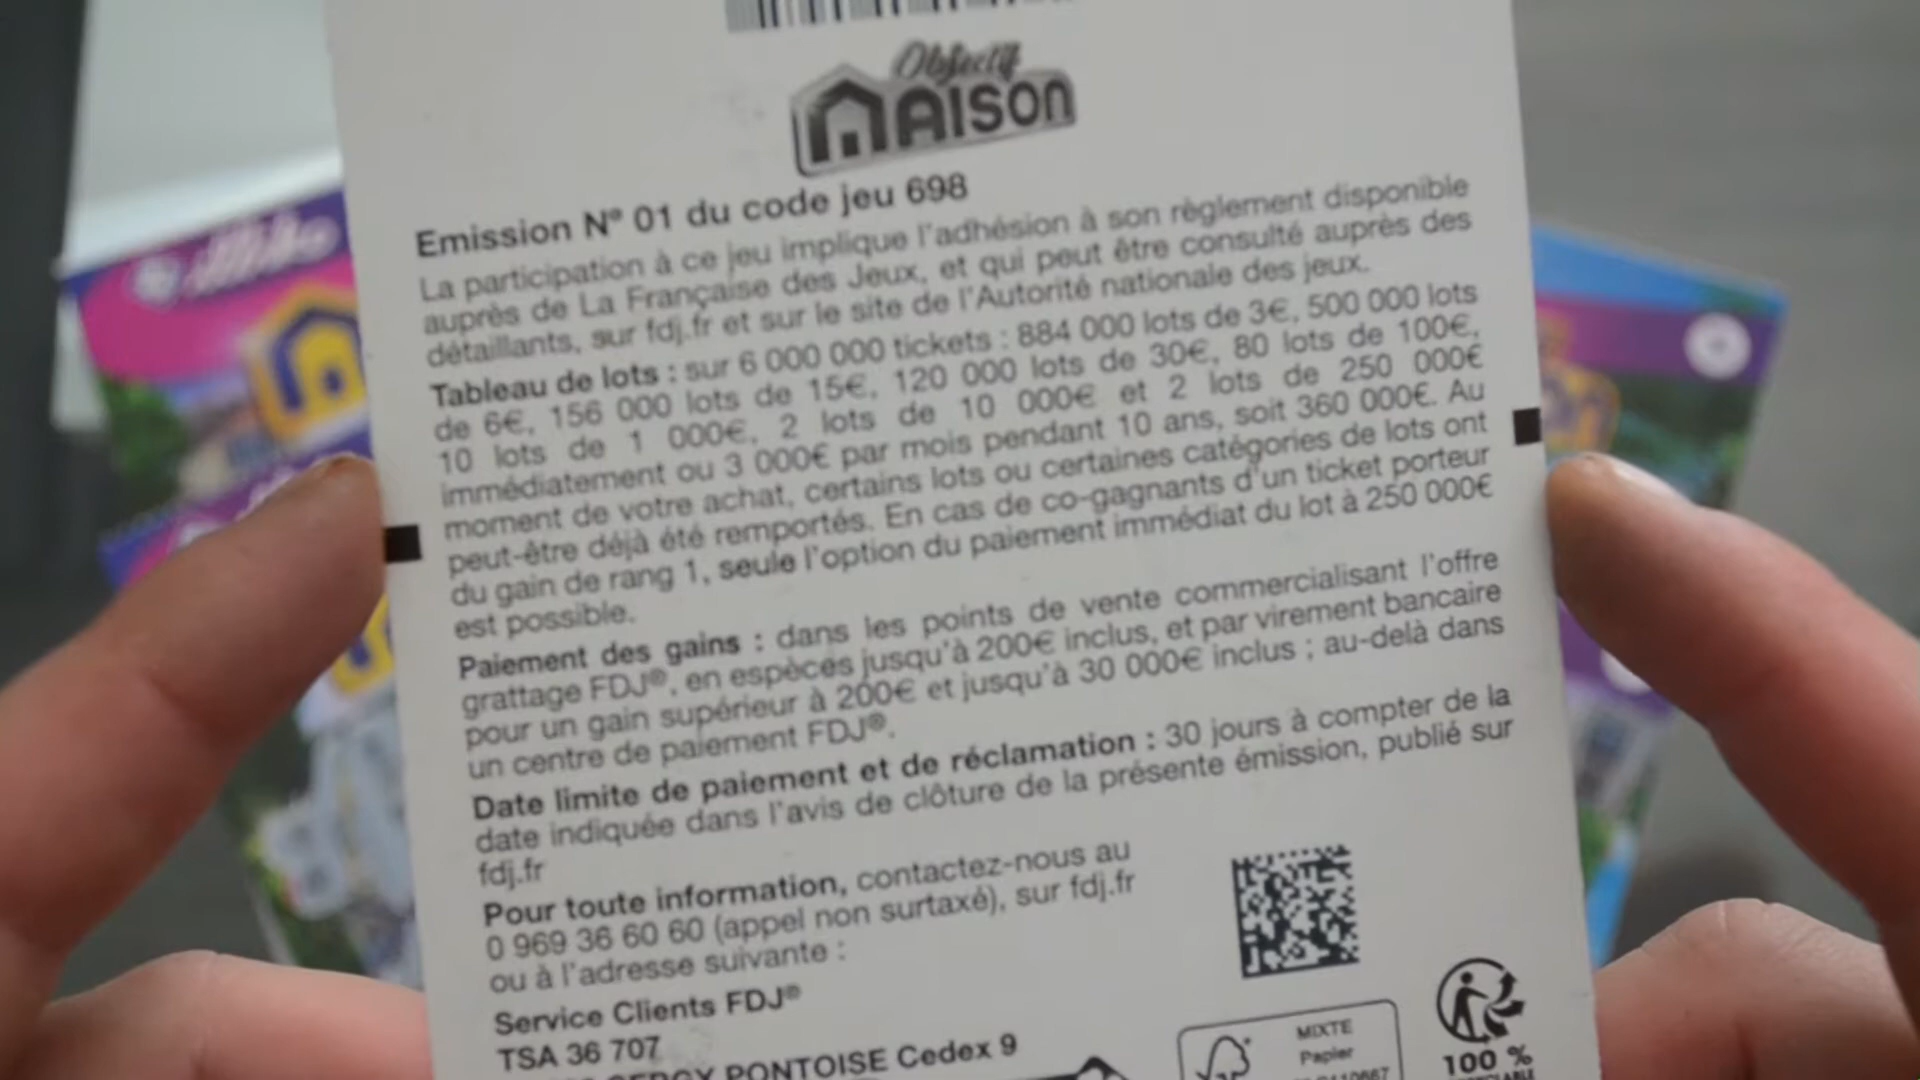 Objectif
MAISON
Emission N° 01 du code jeu 698
La participation à ce jeu implique l'adhésion à son règlement disponible
auprès de La Française des Jeux, et qui peut être consulté auprès des
détaillants, sur fdj.fr et sur le site de l'Autorité nationale des jeux.
Tableau de lots : sur 6 000 000 tickets : 884 000 lots de 3€, 500 000 lots
de 6€, 156 000 lots de 15€, 120 000 lots de 30€, 80 lots de 100€,
10 lots de 1 000€, 2 lots de 10 000€ et 2 lots de 250 000€
immédiatement ou 3 000€ par mois pendant 10 ans, soit 360 000€. Au
moment de votre achat, certains lots ou certaines catégories de lots ont
peut-être déjà été remportés. En cas de co-gagnants d'un ticket porteur
du gain de rang 1, seule l'option du paiement immédiat du lot à 250 000€
est possible.
Paiement des gains : dans les points de vente commercialisant l'offre
grattage FDJ®, en espèces jusqu'à 200€ inclus, et par virement bancaire
pour un gain supérieur à 200€ et jusqu'à 30 000€ inclus ; au-delà dans
un centre de paiement FDJ®.
Date limite de paiement et de réclamation : 30 jours à compter de la
date indiquée dans l'avis de clôture de la présente émission, publié sur
fdj.fr
Pour toute information, contactez-nous au
0 969 36 60 60 (appel non surtaxé), sur fdj.fr
ou à l'adresse suivante :
Service Clients FDJ®
TSA 36 707
CERGY PONTOISE Cedex 9
MIXTE
Papier
100 %